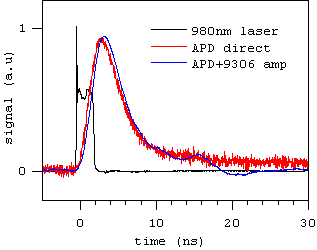 980nm laser
APD direct
APD+9306 amp
signal (a.u)
1
0
0
10
20
30
time (ns)